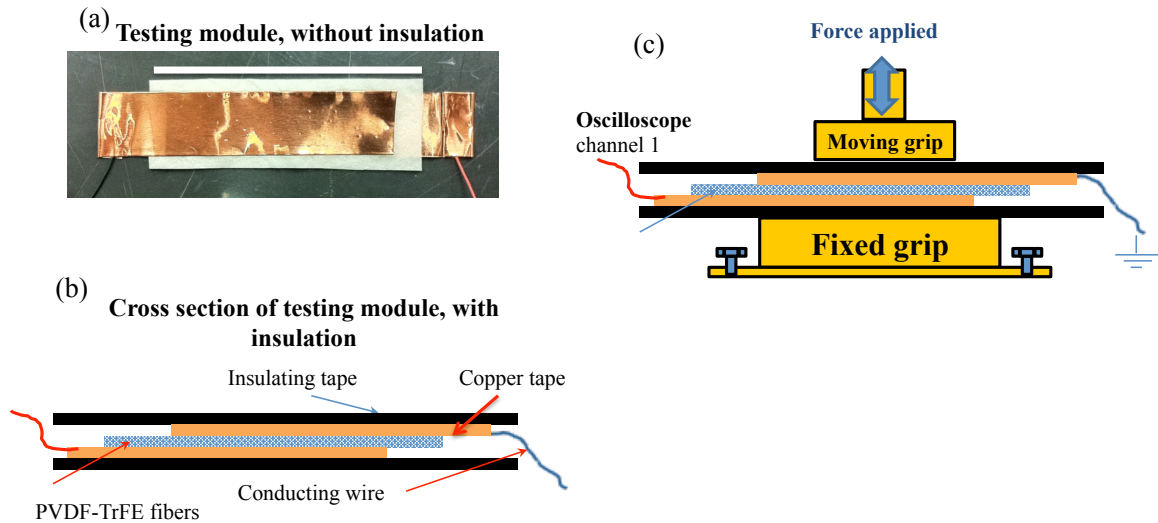 (a)
Testing module, without insulation
(b)
Cross section of testing module, with
insulation
Insulating tape
Copper tape
Conducting wire
PVDF-TrFE fibers
(c)
Force applied
Oscilloscope
channel 1
Moving grip
Fixed grip